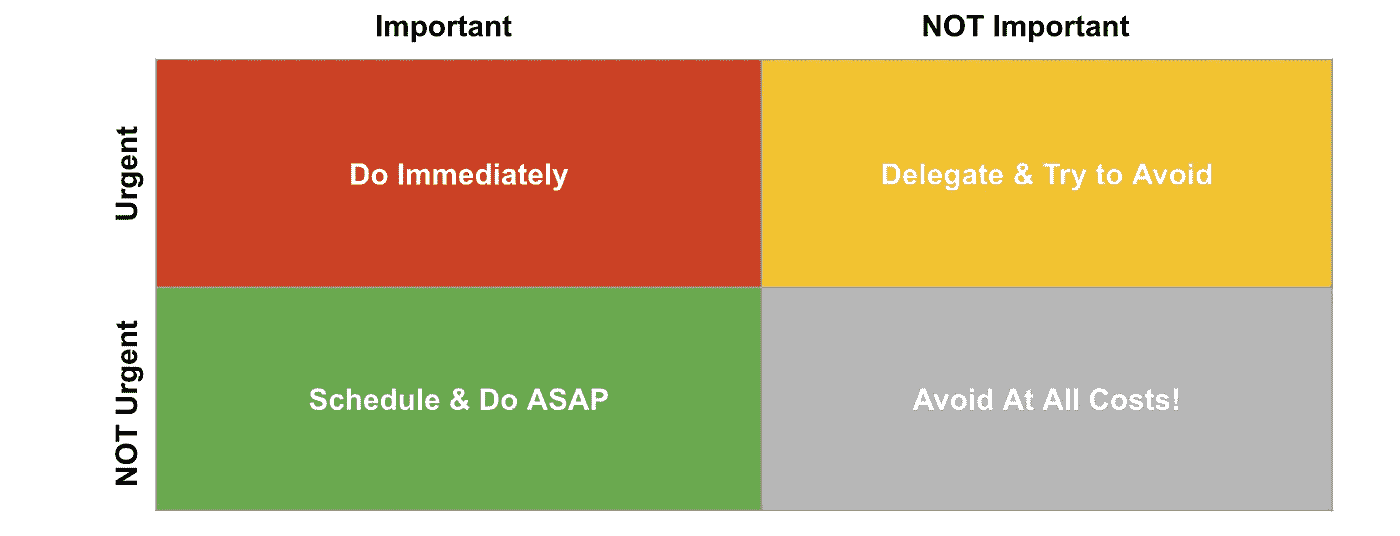 Important
NOT Important
Urgent
Do Immediately
Delegate & Try to Avoid
NOT Urgent
Schedule & Do ASAP
Avoid At All Costs!